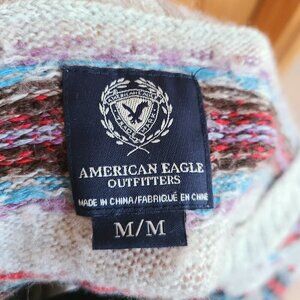 AMERICAN EAGLE
OUTFITTERS
MADE IN CHINA/FABRIQUÉ EN CHINE
M/M